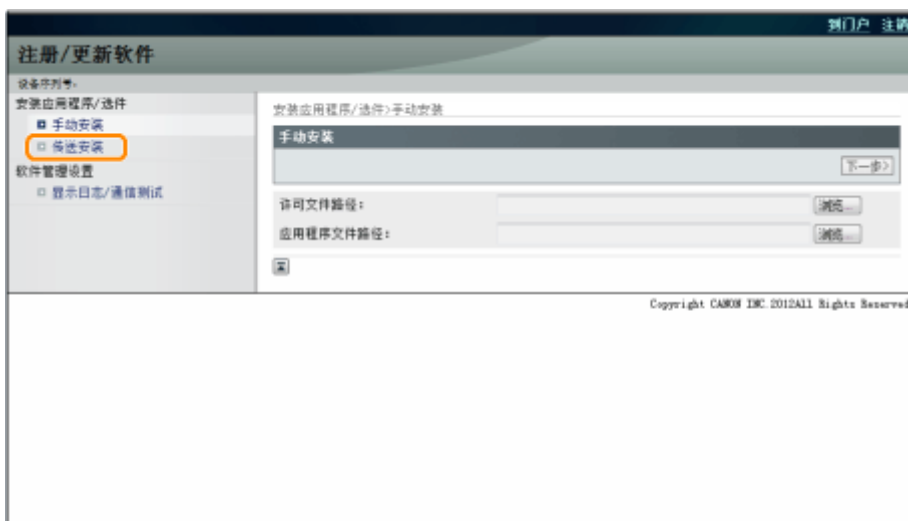 到门户 注销
注册/更新软件
设备序列号:
安装应用程序/选件
手动安装
传送安装
软件管理设置
显示日志/通信测试
安装应用程序/选件>手动安装
手动安装
下一步>
许可文件路径: 浏览...
应用程序文件路径: 浏览...
Copyright CANON INC.2012All Rights Reserved